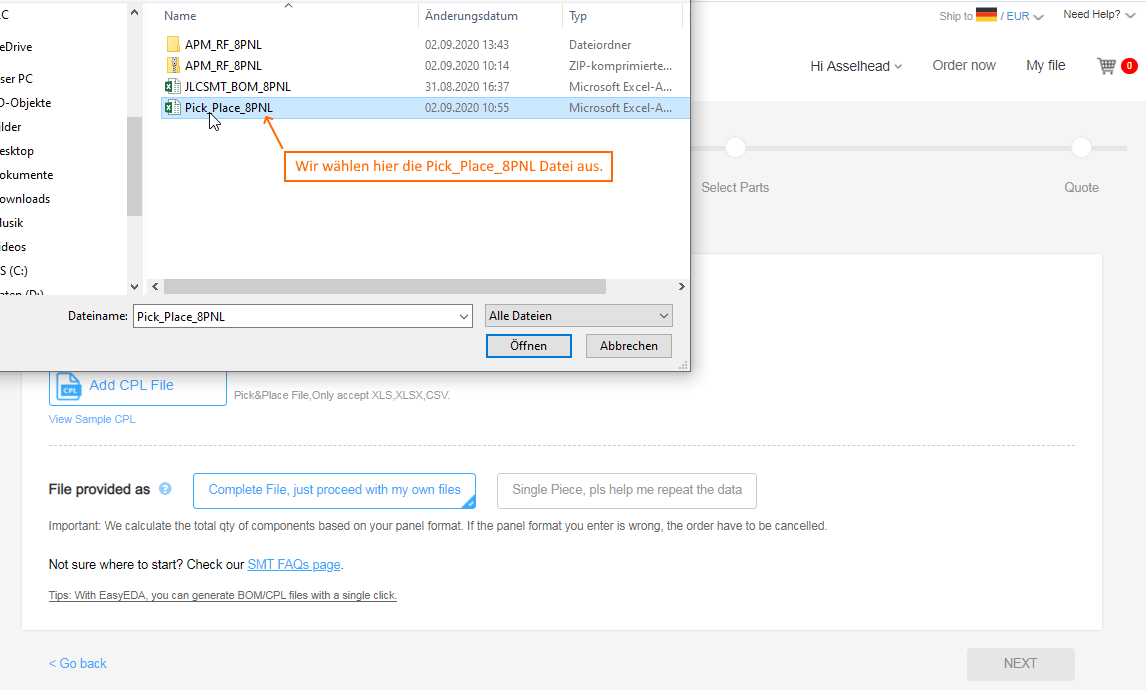 Name Änderungsdatum Typ
APM_RF_8PNL 02.09.2020 13:43 Dateiordner
APM_RF_8PNL 02.09.2020 10:14 ZIP-komprimierte...
JLCSMT_BOM_8PNL 31.08.2020 16:37 Microsoft Excel-A...
Pick_Place_8PNL 02.09.2020 10:55 Microsoft Excel-A...
Wir wählen hier die Pick_Place_8PNL Datei aus.
C
eDrive
ser PC
D-Objekte
ilder
esktop
okumente
ownloads
usik
ideos
S (C:)
aten (D:)
Dateiname: Pick_Place_8PNL Alle Dateien
Öffnen Abbrechen
Ship to / EUR Need Help?
Hi Asselhead Order now My file 0
Select Parts Quote
CPL Add CPL File
Pick&Place File,Only accept XLS,XLSX,CSV.
View Sample CPL
File provided as ? Complete File, just proceed with my own files Single Piece, pls help me repeat the data
Important: We calculate the total qty of components based on your panel format. If the panel format you enter is wrong, the order have to be cancelled.
Not sure where to start? Check our SMT FAQs page.
Tips: With EasyEDA, you can generate BOM/CPL files with a single click.
< Go back NEXT